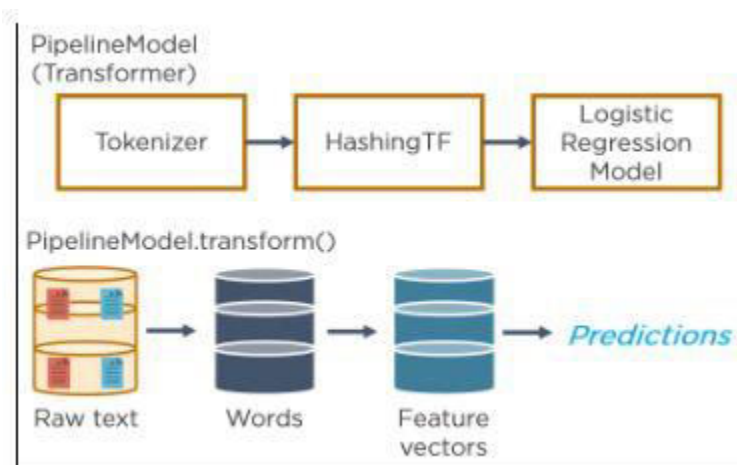 PipelineModel
(Transformer)
Tokenizer
HashingTF
Logistic
Regression
Model
PipelineModel.transform()
Predictions
Raw text
Words
Feature
vectors